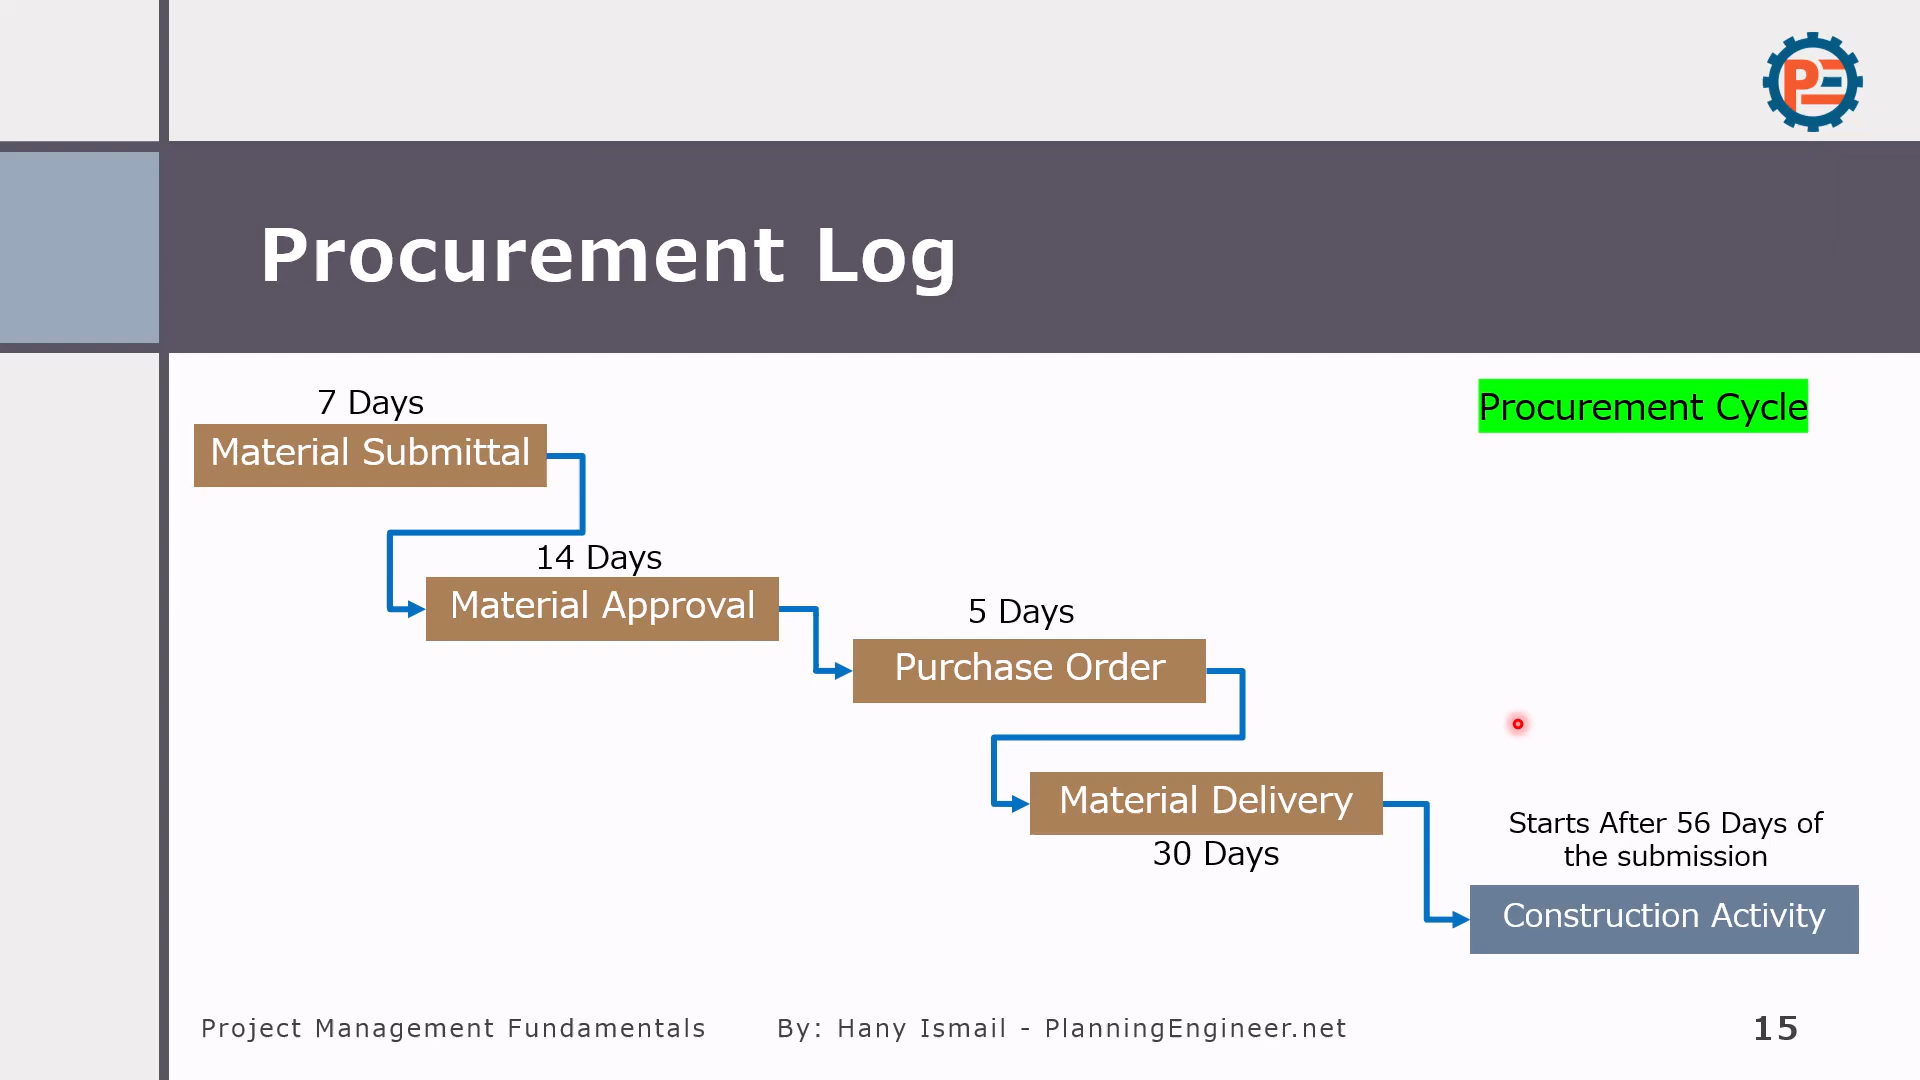 PE
Procurement Log
7 Days
Procurement Cycle
Material Submittal
14 Days
Material Approval
5 Days
Purchase Order
Material Delivery
30 Days
Starts After 56 Days of
the submission
Construction Activity
Project Management Fundamentals By: Hany Ismail - PlanningEngineer.net 15